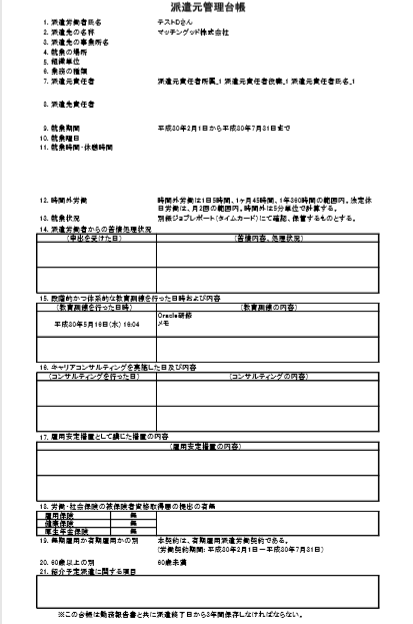 派遣元管理台帳
1. 派遣労働者氏名 テストDさん
2. 派遣先の名称 マッチングッド株式会社
3. 派遣先の事業所名
4. 就業の場所
5. 組織単位
6. 業務の種類
7. 派遣元責任者 派遣元責任者所属_1 派遣元責任者役職_1 派遣元責任者氏名_1
8. 派遣先責任者
9. 就業期間 平成30年2月1日から平成30年7月31日まで
10. 就業曜日
11. 就業時間・休憩時間
12. 時間外労働 時間外労働は1日5時間、1ヶ月45時間、1年360時間の範囲内。法定休
日労働は、月2回の範囲内。時間外は5分単位で計算する。
13. 就業状況 別紙ジョブレポート(タイムカード)にて確認、保管するものとする。
14. 派遣労働者からの苦情処理状況
(申出を受けた日) (苦情内容、処理状況)
15. 段階的かつ体系的な教育訓練を行った日時および内容
(教育訓練を行った日時) (教育訓練の内容)
平成30年5月16日(水) 16:04 Oracle研修
メモ
16. キャリアコンサルティングを実施した日及び内容
(コンサルティングを行った日) (コンサルティングの内容)
17. 雇用安定措置として講じた措置の内容
(雇用安定措置の内容)
18. 労働・社会保険の被保険者資格取得届の提出の有無
雇用保険 無
健康保険 無
厚生年金保険 無
19. 無期雇用か有期雇用かの別 本契約は、有期雇用派遣労働契約である。
(労働契約期間: 平成30年2月1日ー平成30年7月31日)
20. 60歳以上の別 60歳未満
21. 紹介予定派遣に関する項目
※この台帳は勤務報告書と共に派遣終了日から3年間保存しなければならない。